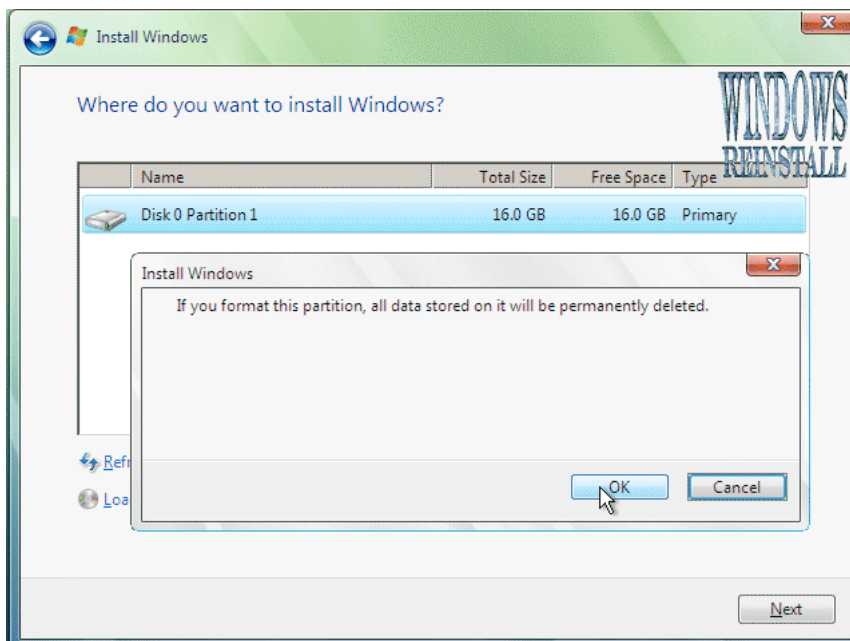 Install Windows
Where do you want to install Windows?
WINDOWS
REINSTALL
Name Total Size Free Space Type
Disk 0 Partition 1 16.0 GB 16.0 GB Primary
Install Windows
If you format this partition, all data stored on it will be permanently deleted.
Refr
Loa
OK Cancel
Next